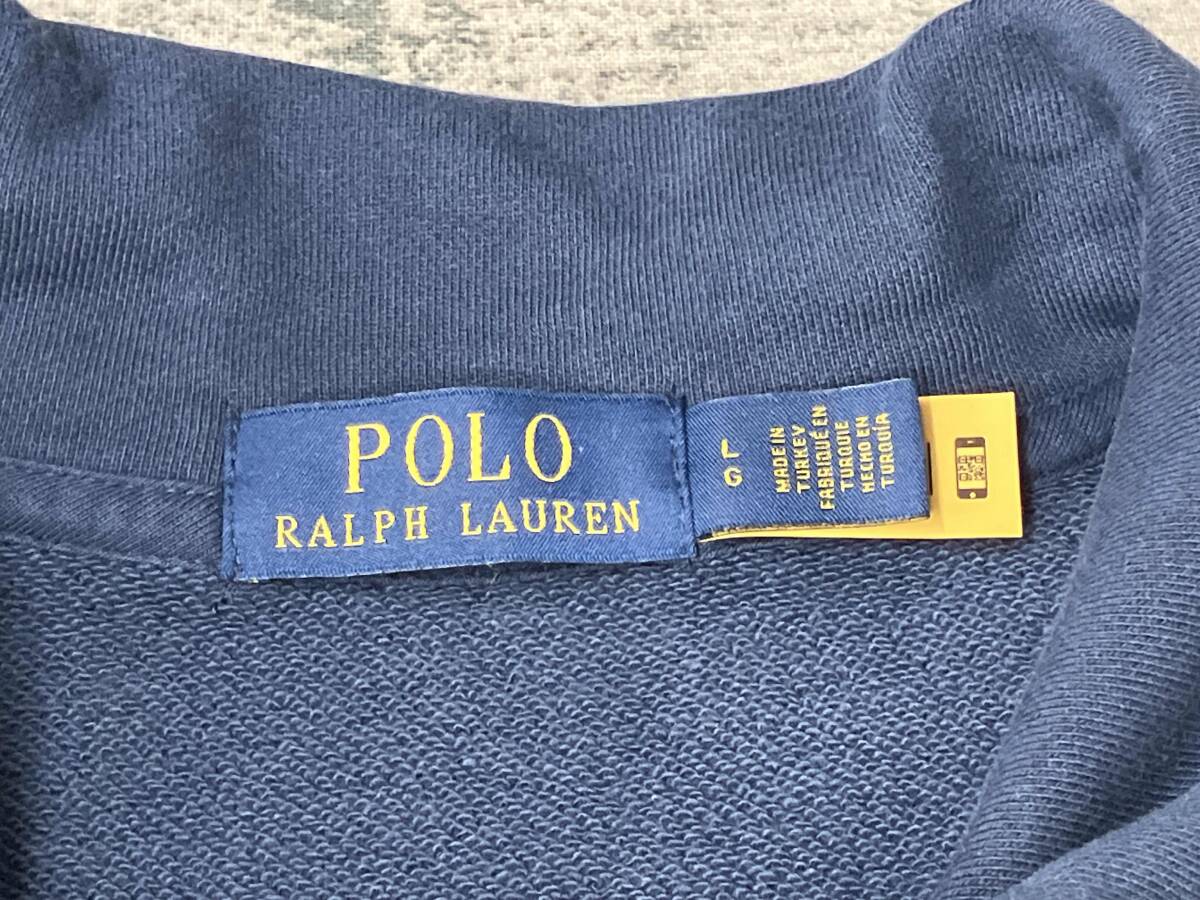 POLO
RALPH LAUREN
L
G
MADE IN
TURKEY
FABRIQUÉ EN
TURQUIE
HECHO EN
TURQUÍA